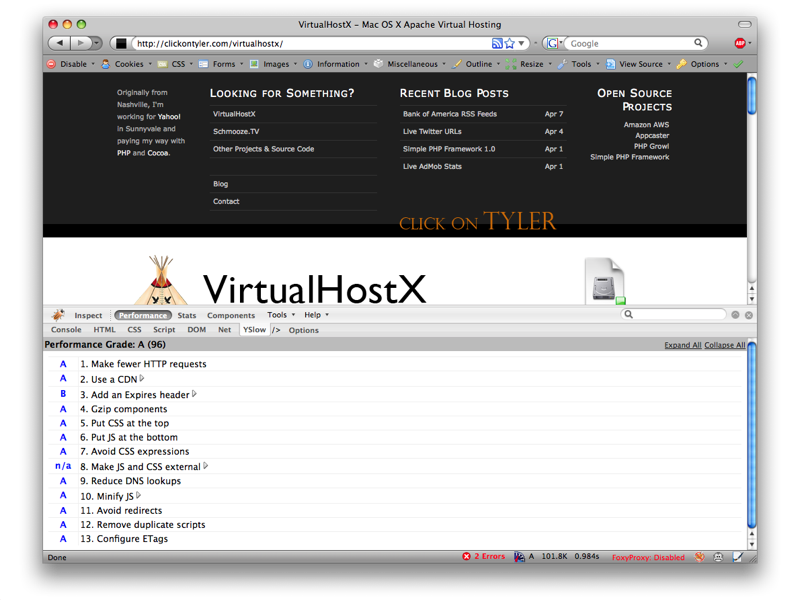 VirtualHostX – Mac OS X Apache Virtual Hosting
http://clickontyler.com/virtualhostx/
G
Google
ABP
Disable Cookies CSS Forms Images Information Miscellaneous Outline Resize Tools View Source Options
Originally from
Nashville, I'm
working for Yahoo!
in Sunnyvale and
paying my way with
PHP and Cocoa.
Looking for Something?
VirtualHostX
Schmooze.TV
Other Projects & Source Code
Blog
Contact
Recent Blog Posts
Bank of America RSS Feeds Apr 7
Live Twitter URLs Apr 4
Simple PHP Framework 1.0 Apr 1
Live AdMob Stats Apr 1
Open Source
Projects
Amazon AWS
Appcaster
PHP Growl
Simple PHP Framework
CLICK ON TYLER
VirtualHostX
Inspect Performance Stats Components Tools Help
Console HTML CSS Script DOM Net YSlow /> Options
Performance Grade: A (96)
Expand All Collapse All
A 1. Make fewer HTTP requests
A 2. Use a CDN
B 3. Add an Expires header
A 4. Gzip components
A 5. Put CSS at the top
A 6. Put JS at the bottom
A 7. Avoid CSS expressions
n/a 8. Make JS and CSS external
A 9. Reduce DNS lookups
A 10. Minify JS
A 11. Avoid redirects
A 12. Remove duplicate scripts
A 13. Configure ETags
Done
2 Errors A 101.8K 0.984s FoxyProxy: Disabled